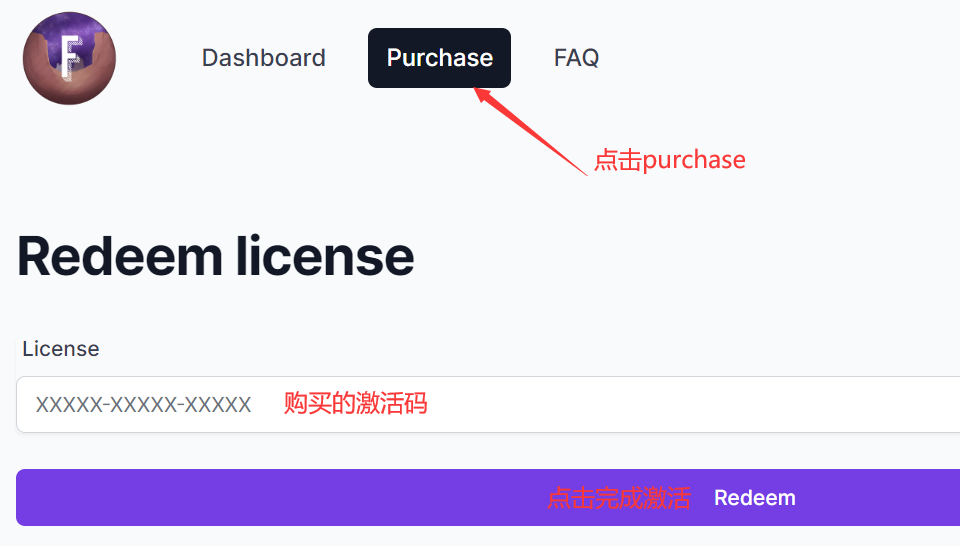 F
Dashboard Purchase FAQ
点击purchase
Redeem license
License
XXXXX-XXXXX-XXXXX 购买的激活码
点击完成激活 Redeem